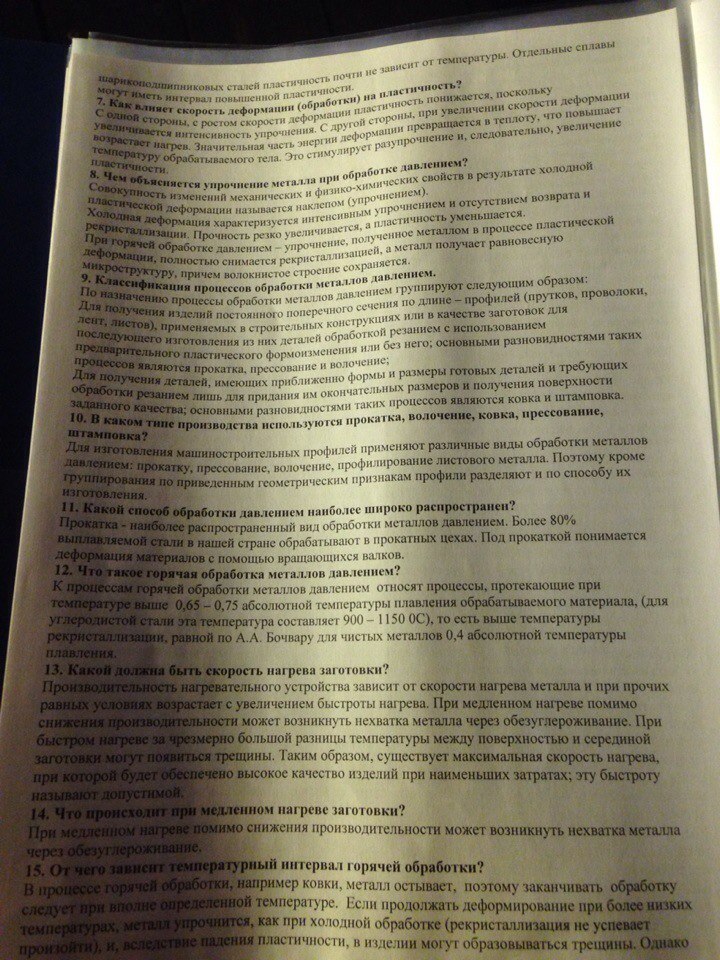 шарикоподшипниковых сталей пластичность почти не зависит от температуры. Отдельные сплавы
могут иметь интервал повышенной пластичности.
7. Как влияет скорость деформации (обработки) на пластичность?
С одной стороны, с ростом скорости деформации пластичность понижается, поскольку
увеличивается интенсивность упрочнения. С другой стороны, при увеличении скорости деформации
возрастает нагрев. Значительная часть энергии деформации превращается в теплоту, что повышает
температуру обрабатываемого тела. Это стимулирует разупрочнение и, следовательно, увеличение
пластичности.
8. Чем объясняется упрочнение металла при обработке давлением?
Совокупность изменений механических и физико-химических свойств в результате холодной
пластической деформации называется наклепом (упрочнением).
Холодная деформация характеризуется интенсивным упрочнением и отсутствием возврата и
рекристаллизации. Прочность резко увеличивается, а пластичность уменьшается.
При горячей обработке давлением – упрочнение, полученное металлом в процессе пластической
деформации, полностью снимается рекристаллизацией, а металл получает равновесную
микроструктуру, причем волокнистое строение сохраняется.
9. Классификация процессов обработки металлов давлением.
По назначению процессы обработки металлов давлением группируют следующим образом:
Для получения изделий постоянного поперечного сечения по длине – профилей (прутков, проволоки,
лент, листов), применяемых в строительных конструкциях или в качестве заготовок для
последующего изготовления из них деталей обработкой резанием с использованием
предварительного пластического формоизменения или без него; основными разновидностями таких
процессов являются прокатка, прессование и волочение;
Для получения деталей, имеющих приближенно формы и размеры готовых деталей и требующих
обработки резанием лишь для придания им окончательных размеров и получения поверхности
заданного качества; основными разновидностями таких процессов являются ковка и штамповка.
10. В каком типе производства используются прокатка, волочение, ковка, прессование,
штамповка?
Для изготовления машиностроительных профилей применяют различные виды обработки металлов
давлением: прокатку, прессование, волочение, профилирование листового металла. Поэтому кроме
группирования по приведенным геометрическим признакам профили разделяют и по способу их
изготовления.
11. Какой способ обработки давлением наиболее широко распространен?
Прокатка - наиболее распространенный вид обработки металлов давлением. Более 80%
выплавляемой стали в нашей стране обрабатывают в прокатных цехах. Под прокаткой понимается
деформация материалов с помощью вращающихся валков.
12. Что такое горячая обработка металлов давлением?
К процессам горячей обработки металлов давлением относят процессы, протекающие при
температуре выше 0,65 – 0,75 абсолютной температуры плавления обрабатываемого материала, (для
углеродистой стали эта температура составляет 900 – 1150 0С), то есть выше температуры
рекристаллизации, равной по А.А. Бочвару для чистых металлов 0,4 абсолютной температуры
плавления.
13. Какой должна быть скорость нагрева заготовки?
Производительность нагревательного устройства зависит от скорости нагрева металла и при прочих
равных условиях возрастает с увеличением быстроты нагрева. При медленном нагреве помимо
снижения производительности может возникнуть нехватка металла через обезуглероживание. При
быстром нагреве за чрезмерно большой разницы температуры между поверхностью и серединой
заготовки могут появиться трещины. Таким образом, существует максимальная скорость нагрева,
при которой будет обеспечено высокое качество изделий при наименьших затратах; эту быстроту
называют допустимой.
14. Что происходит при медленном нагреве заготовки?
При медленном нагреве помимо снижения производительности может возникнуть нехватка металла
через обезуглероживание.
15. От чего зависит температурный интервал горячей обработки?
В процессе горячей обработки, например ковки, металл остывает, поэтому заканчивать обработку
следует при вполне определенной температуре. Если продолжать деформирование при более низких
температурах, металл упрочнится, как при холодной обработке (рекристаллизация не успевает
произойти), и, вследствие падения пластичности, в изделии могут образовываться трещины. Однако